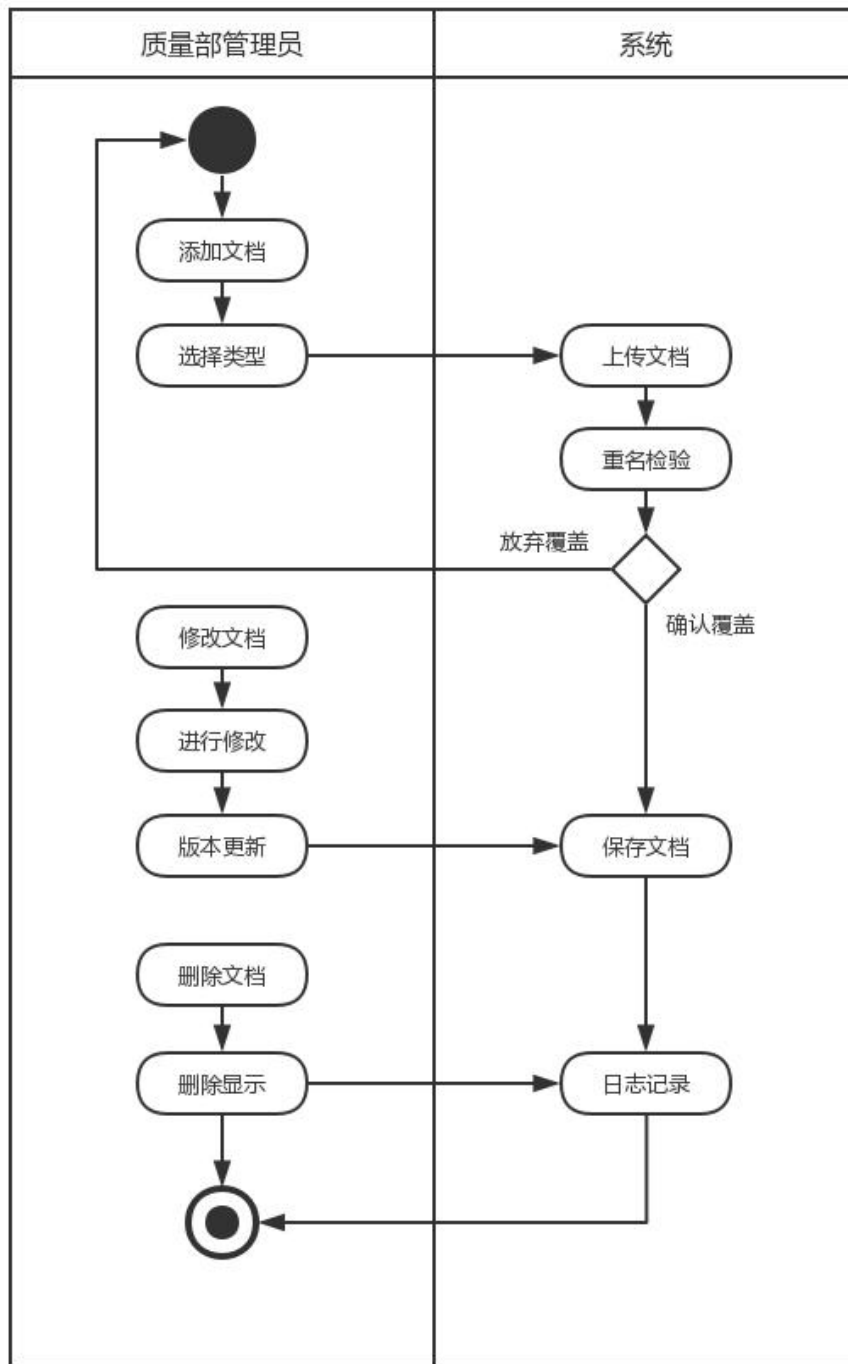 质量部管理员
系统
添加文档
选择类型
上传文档
重名检验
放弃覆盖
确认覆盖
修改文档
进行修改
版本更新
保存文档
删除文档
删除显示
日志记录